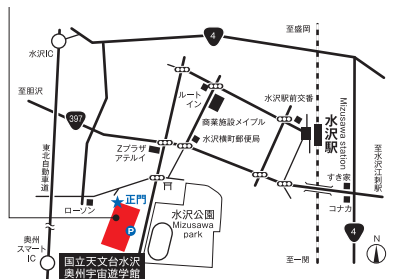 至盛岡
4
水沢IC
至胆沢
ルート
イン
397
商業施設メイプル
水沢駅前交番
水沢駅
Mizusawa station
水沢横町郵便局
Zプラザ
アテルイ
東北自動車道
至水沢江刺駅
すき家
コナカ
正門
ローソン
P
水沢公園
Mizusawa
park
奥州
スマート
IC
国立天文台水沢
奥州宇宙遊学館
4
至一関
N